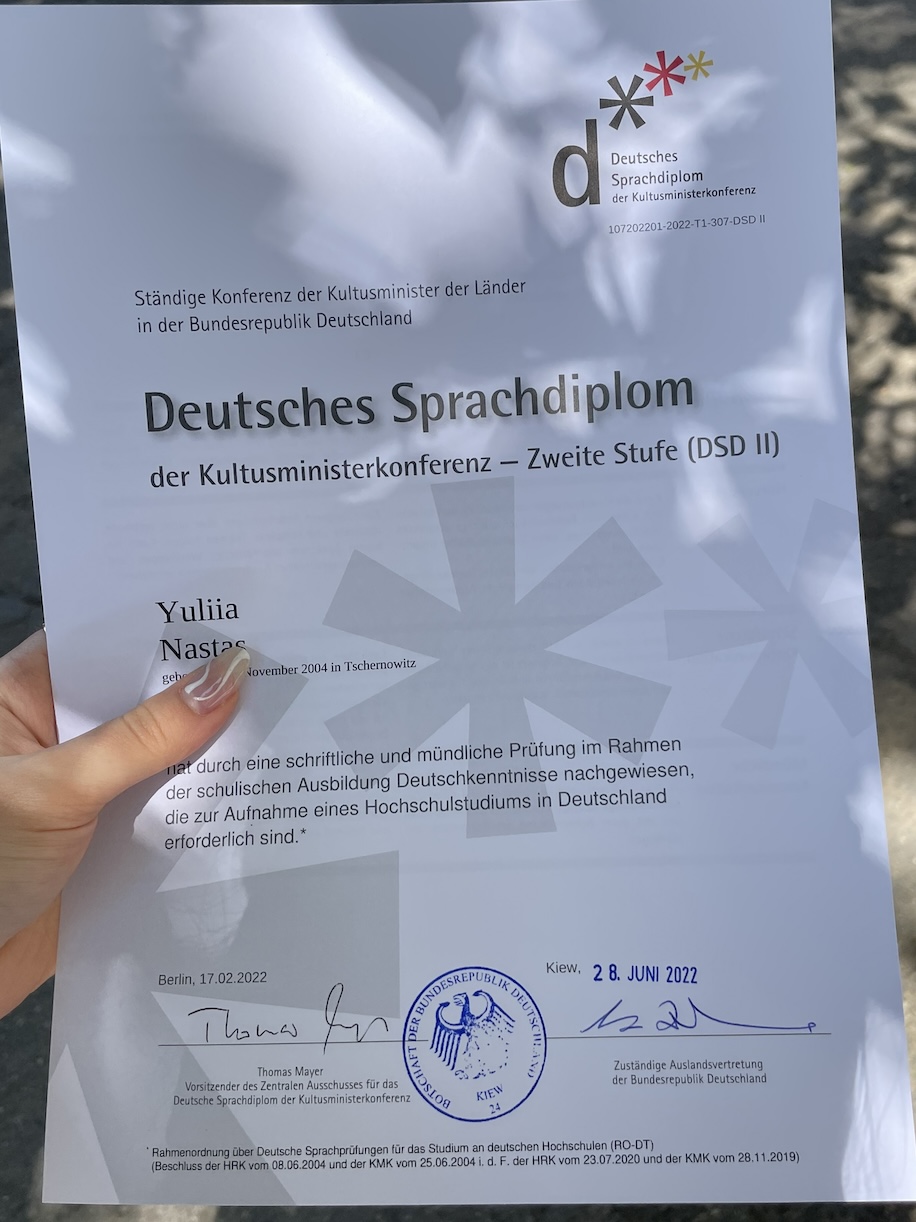 d***
Deutsches
Sprachdiplom
der Kultusministerkonferenz
107202201-2022-T1-307-DSD II
Ständige Konferenz der Kultusminister der Länder
in der Bundesrepublik Deutschland
Deutsches Sprachdiplom
der Kultusministerkonferenz – Zweite Stufe (DSD II)
Yuliia
Nastas
November 2004 in Tschernowitz
hat durch eine schriftliche und mündliche Prüfung im Rahmen
der schulischen Ausbildung Deutschkenntnisse nachgewiesen,
die zur Aufnahme eines Hochschulstudiums in Deutschland
erforderlich sind.*
Berlin, 17.02.2022
Kiew, 28. JUNI 2022
BOTSCHAFT DER BUNDESREPUBLIK DEUTSCHLAND
KIEW
24
Thomas Mayer
Vorsitzender des Zentralen Ausschusses für das
Deutsche Sprachdiplom der Kultusministerkonferenz
Zuständige Auslandsvertretung
der Bundesrepublik Deutschland
* Rahmenordnung über Deutsche Sprachprüfungen für das Studium an deutschen Hochschulen (RO-DT)
(Beschluss der HRK vom 08.06.2004 und der KMK vom 25.06.2004 i. d. F. der HRK vom 23.07.2020 und der KMK vom 28.11.2019)